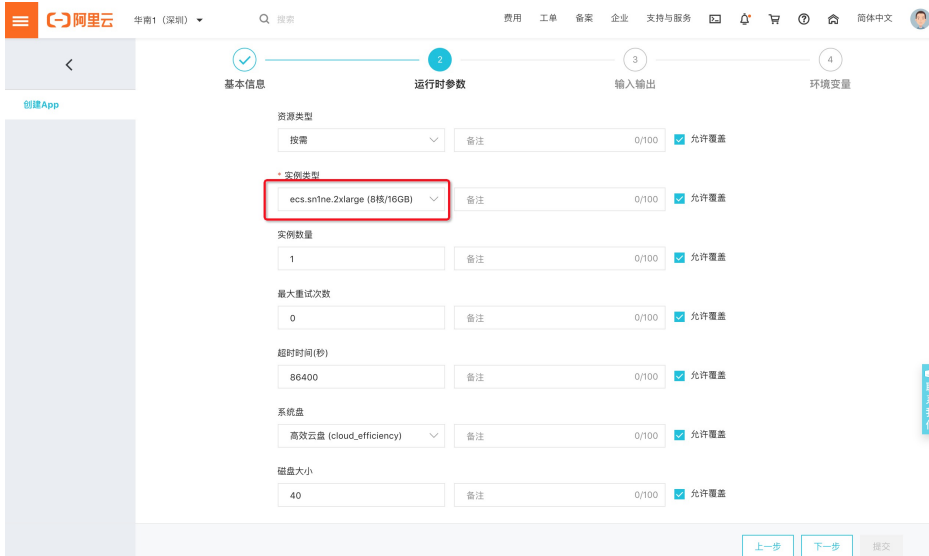 阿里云 华南1（深圳） 搜索 费用 工单 备案 企业 支持与服务 简体中文
2 3 4
基本信息 运行时参数 输入输出 环境变量
创建App
资源类型
按需 备注 0/100 允许覆盖
* 实例类型
ecs.sn1ne.2xlarge (8核/16GB) 备注 0/100 允许覆盖
实例数量
1 备注 0/100 允许覆盖
最大重试次数
0 备注 0/100 允许覆盖
超时时间(秒)
86400 备注 0/100 允许覆盖
系统盘
高效云盘 (cloud_efficiency) 备注 0/100 允许覆盖
磁盘大小
40 备注 0/100 允许覆盖
上一步 下一步 提交